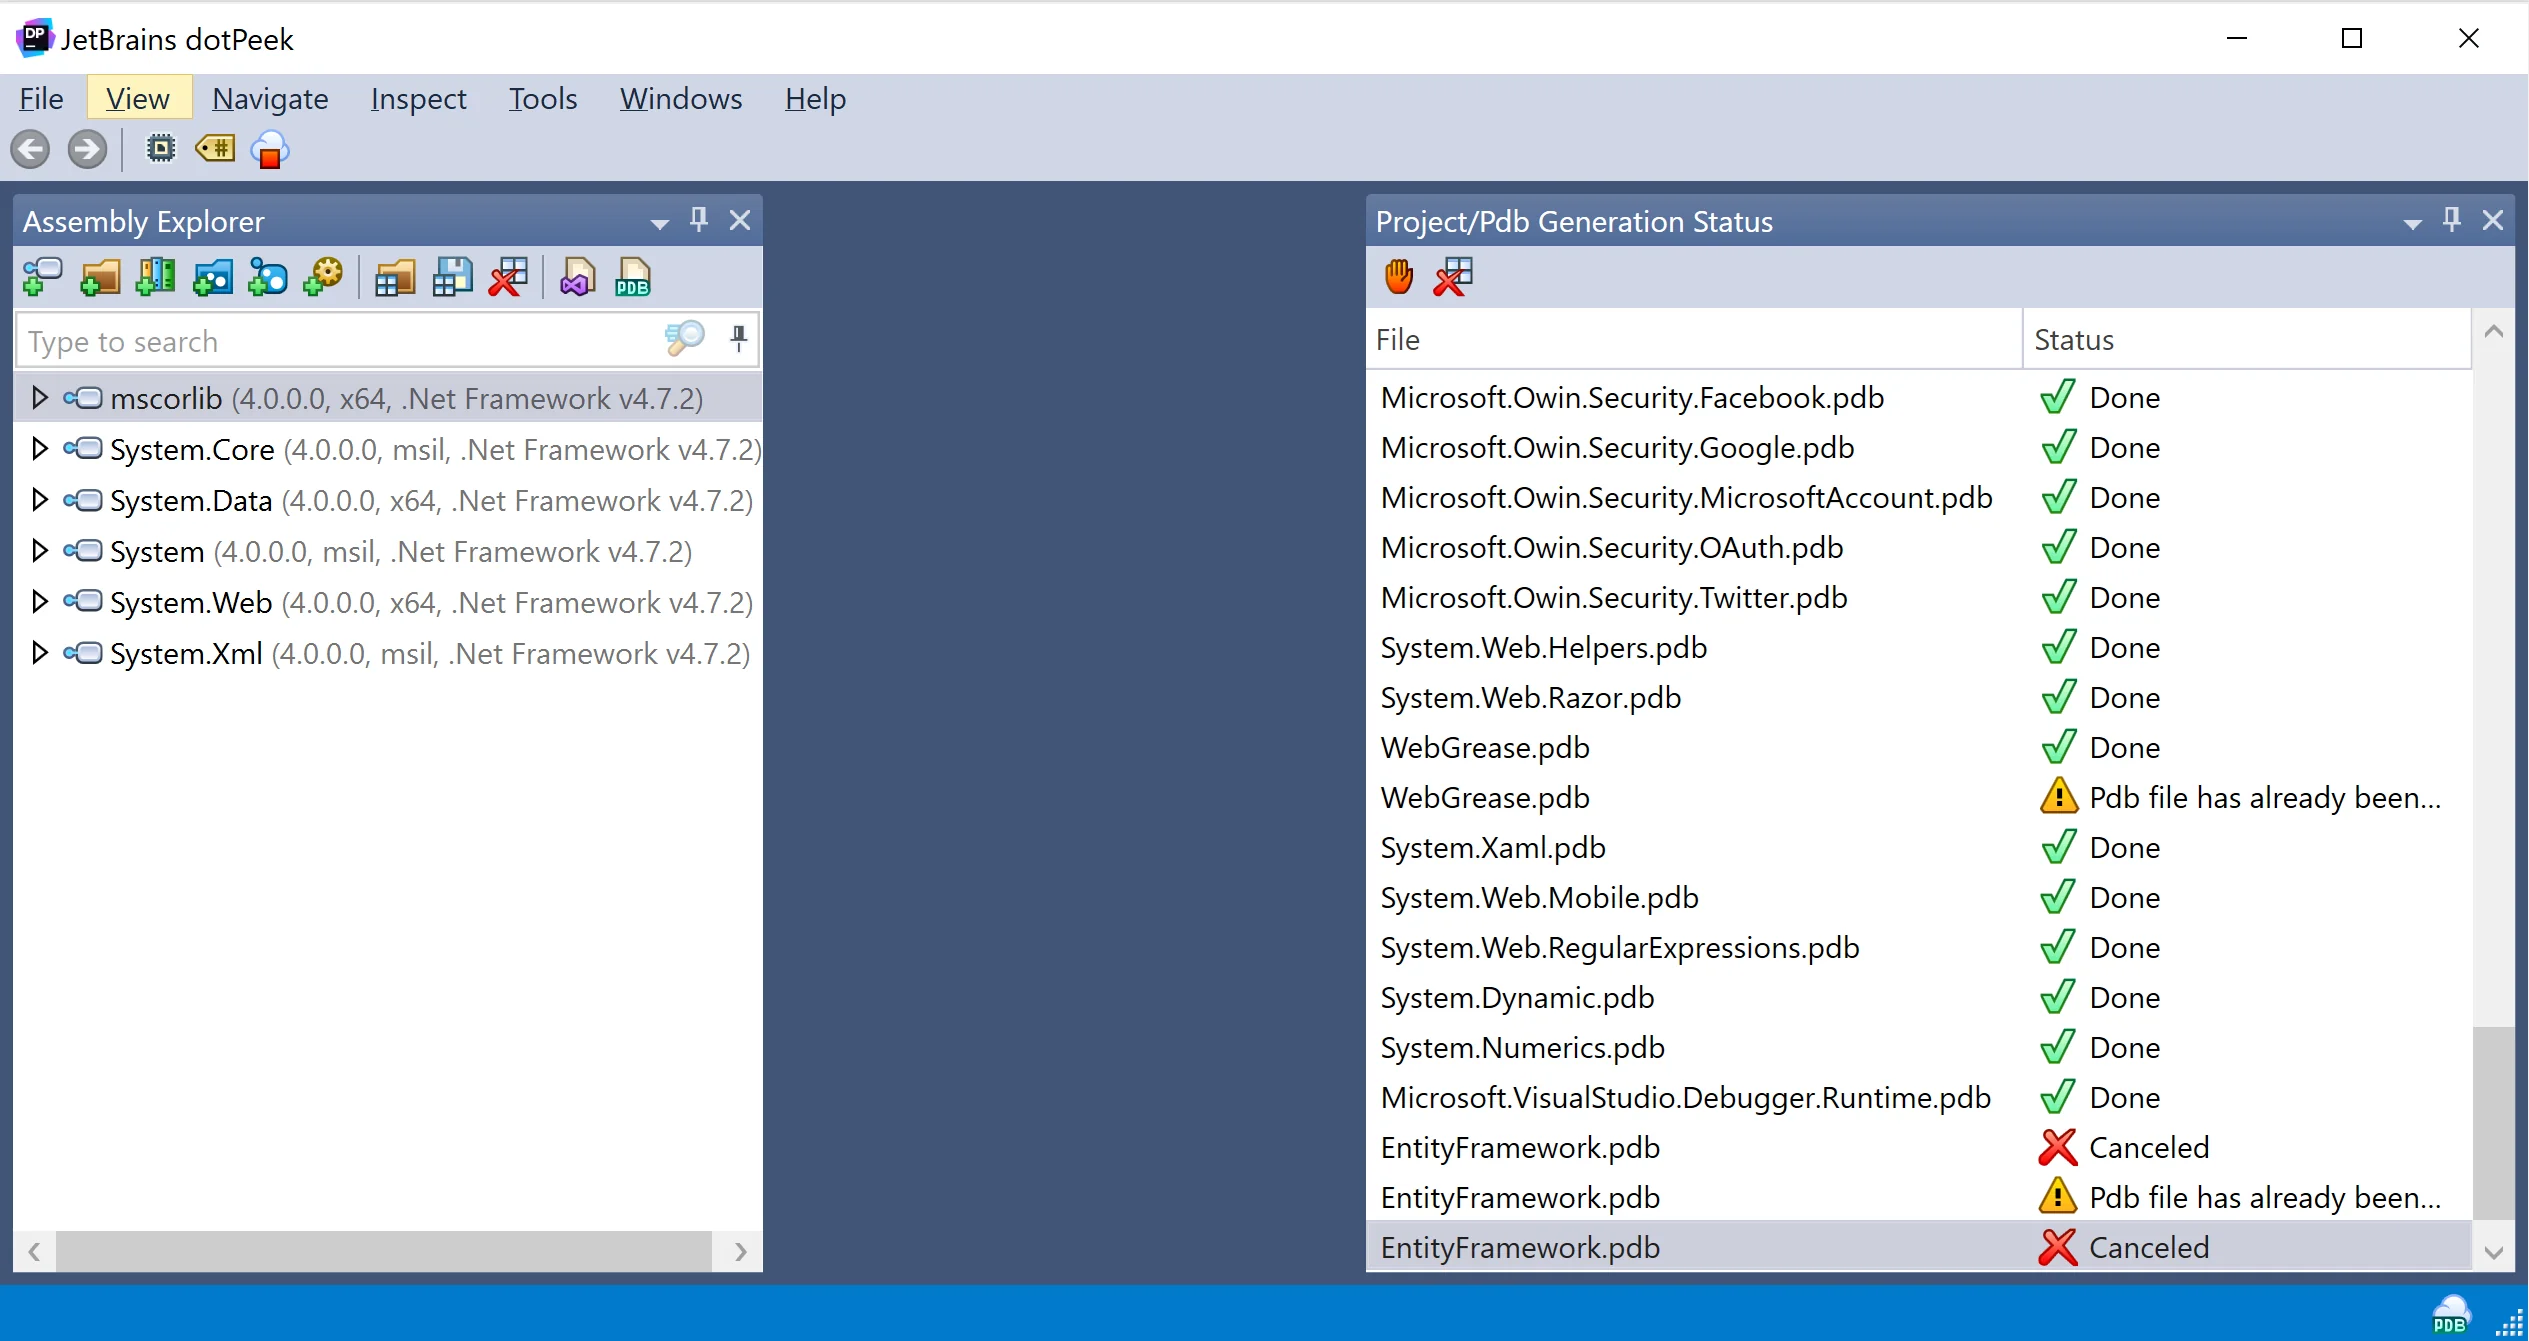 JetBrains dotPeek
File View Navigate Inspect Tools Windows Help
Assembly Explorer
Type to search
mscorlib (4.0.0.0, x64, .Net Framework v4.7.2)
System.Core (4.0.0.0, msil, .Net Framework v4.7.2)
System.Data (4.0.0.0, x64, .Net Framework v4.7.2)
System (4.0.0.0, msil, .Net Framework v4.7.2)
System.Web (4.0.0.0, x64, .Net Framework v4.7.2)
System.Xml (4.0.0.0, msil, .Net Framework v4.7.2)
Project/Pdb Generation Status
File Status
Microsoft.Owin.Security.Facebook.pdb Done
Microsoft.Owin.Security.Google.pdb Done
Microsoft.Owin.Security.MicrosoftAccount.pdb Done
Microsoft.Owin.Security.OAuth.pdb Done
Microsoft.Owin.Security.Twitter.pdb Done
System.Web.Helpers.pdb Done
System.Web.Razor.pdb Done
WebGrease.pdb Done
WebGrease.pdb Pdb file has already been...
System.Xaml.pdb Done
System.Web.Mobile.pdb Done
System.Web.RegularExpressions.pdb Done
System.Dynamic.pdb Done
System.Numerics.pdb Done
Microsoft.VisualStudio.Debugger.Runtime.pdb Done
EntityFramework.pdb Canceled
EntityFramework.pdb Pdb file has already been...
EntityFramework.pdb Canceled
PDB